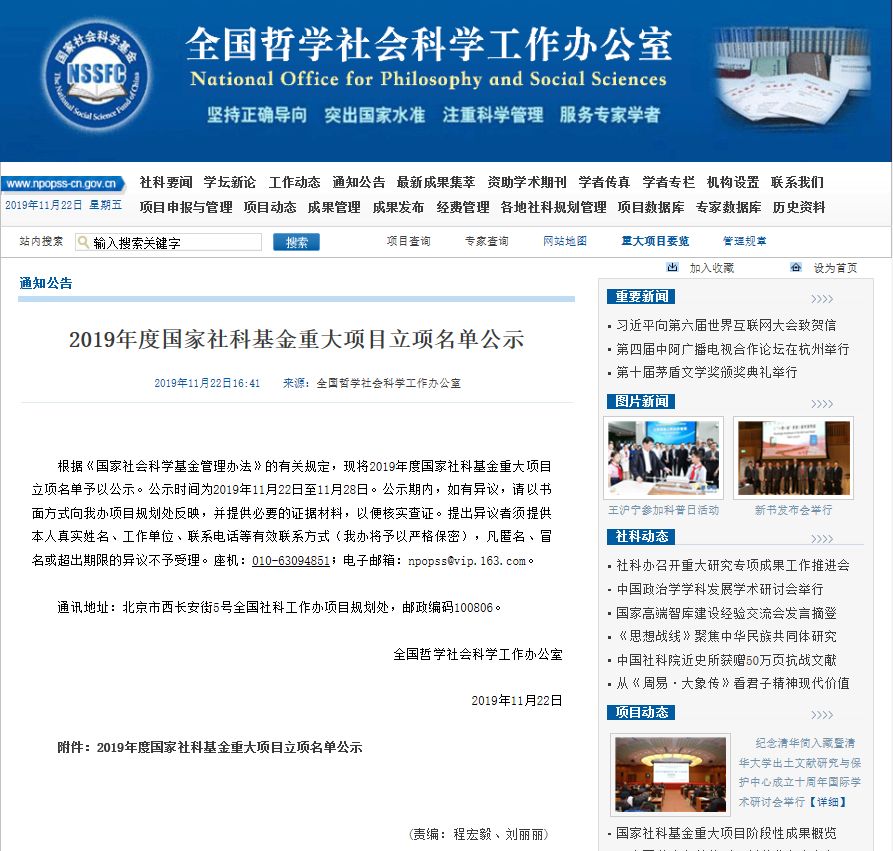 国家社会科学基金
NSSFC
The National Social Science Fund of China
全国哲学社会科学工作办公室
National Office for Philosophy and Social Sciences
坚持正确导向 突出国家水准 注重科学管理 服务专家学者
www.npopss-cn.gov.cn
2019年11月22日 星期五
社科要闻 学坛新论 工作动态 通知公告 最新成果集萃 资助学术期刊 学者传真 学者专栏 机构设置 联系我们
项目申报与管理 项目动态 成果管理 成果发布 经费管理 各地社科规划管理 项目数据库 专家数据库 历史资料
站内搜索 输入搜索关键字 搜索 项目查询 专家查询 网站地图 重大项目要览 管理规章
加入收藏 设为首页
通知公告
2019年度国家社科基金重大项目立项名单公示
2019年11月22日16:41 来源：全国哲学社会科学工作办公室
根据《国家社会科学基金管理办法》的有关规定，现将2019年度国家社科基金重大项目
立项名单予以公示。公示时间为2019年11月22日至11月28日。公示期内，如有异议，请以书
面方式向我办项目规划处反映，并提供必要的证据材料，以便核实查证。提出异议者须提供
本人真实姓名、工作单位、联系电话等有效联系方式（我办将予以严格保密），凡匿名、冒
名或超出期限的异议不予受理。座机：010-63094851；电子邮箱：npopss@vip.163.com。
通讯地址：北京市西长安街5号全国社科工作办项目规划处，邮政编码100806。
全国哲学社会科学工作办公室
2019年11月22日
附件：2019年度国家社科基金重大项目立项名单公示
(责编：程宏毅、刘丽丽)
重要新闻 >>>>
习近平向第六届世界互联网大会致贺信
第四届中阿广播电视合作论坛在杭州举行
第十届茅盾文学奖颁奖典礼举行
图片新闻 >>>>
王沪宁参加科普日活动 新书发布会举行
社科动态 >>>>
社科办召开重大研究专项成果工作推进会
中国政治学学科发展学术研讨会举行
国家高端智库建设经验交流会发言摘登
《思想战线》聚焦中华民族共同体研究
中国社科院近史所获赠50万页抗战文献
从《周易·大象传》看君子精神现代价值
项目动态 >>>>
纪念清华简入藏暨清
华大学出土文献研究与保
护中心成立十周年国际学
术研讨会举行【详细】
国家社科基金重大项目阶段性成果概览